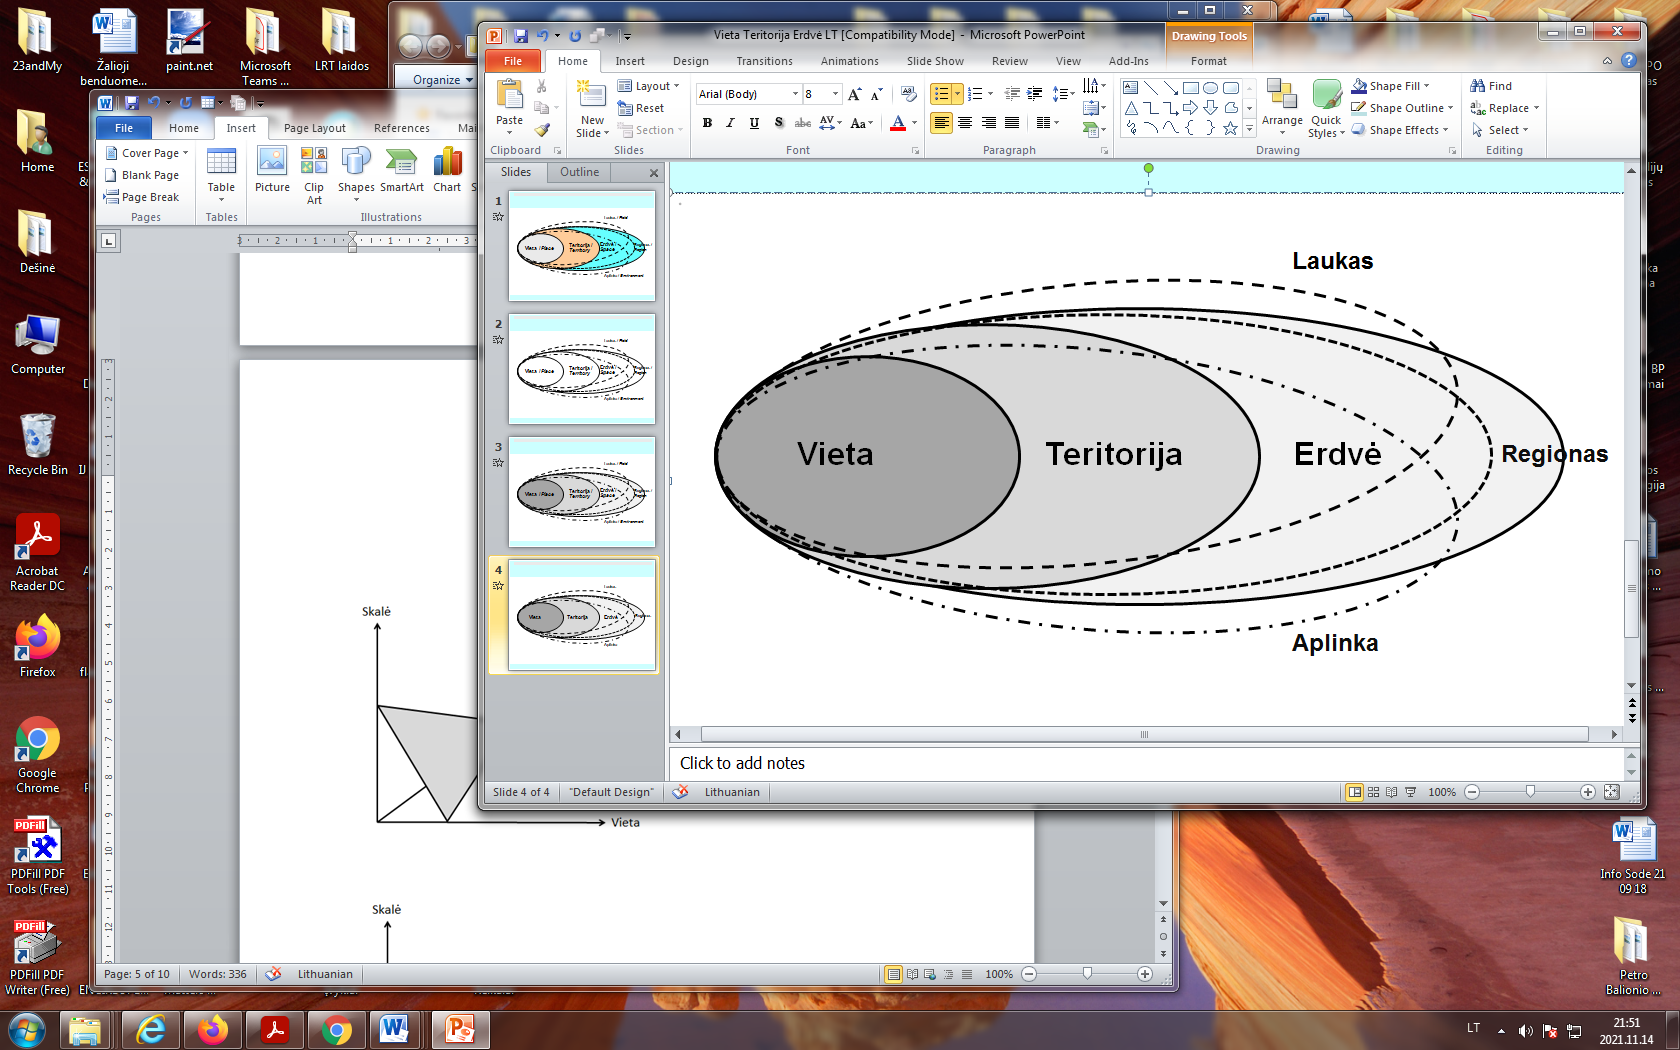 23andMy
Žalioji
benduome...
paint.net
Microsoft
Teams ...
LRT laidos
Home
Dešinė
Computer
Recycle Bin
Acrobat
Reader DC
Firefox
Google
Chrome
PDFill PDF
Tools (Free)
PDFill PDF
Writer (Free)
Organize
File
Home
Insert
Page Layout
References
Mai
Cover Page
Blank Page
Page Break
Pages
Table
Tables
Picture
Clip
Art
Shapes
SmartArt
Chart
Illustrations
Skalė
Vieta
Skalė
Page: 5 of 10
Words: 336
Lithuanian
100%
Vieta Teritorija Erdvė LT [Compatibility Mode] - Microsoft PowerPoint
Drawing Tools
File
Home
Insert
Design
Transitions
Animations
Slide Show
Review
View
Add-Ins
Format
Paste
Clipboard
New
Slide
Layout
Reset
Section
Slides
Arial (Body)
8
Font
Paragraph
Arrange
Quick
Styles
Shape Fill
Shape Outline
Shape Effects
Drawing
Find
Replace
Select
Editing
Slides
Outline
1
2
3
4
Laukas
Vieta
Teritorija
Erdvė
Regionas
Aplinka
Click to add notes
Slide 4 of 4
"Default Design"
Lithuanian
100%
Info Sode 21
09 18
Petro
Balionio ...
LT
21:51
2021.11.14